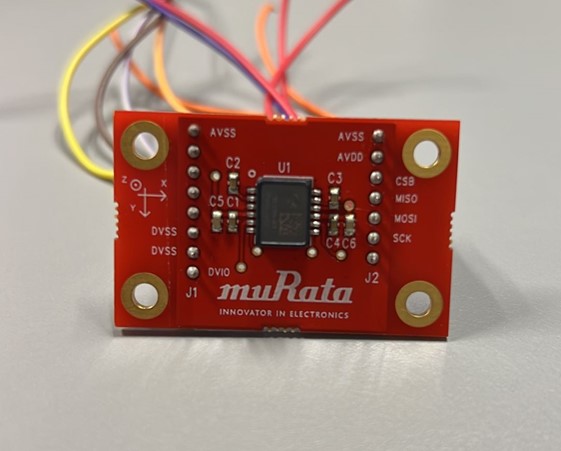 AVSS
C2
U1
C3
AVSS
AVDD
CSB
MISO
MOSI
SCK
Z
X
Y
C5 C1
C4 C6
DVSS
DVSS
DVIO
J1
J2
muRata
INNOVATOR IN ELECTRONICS